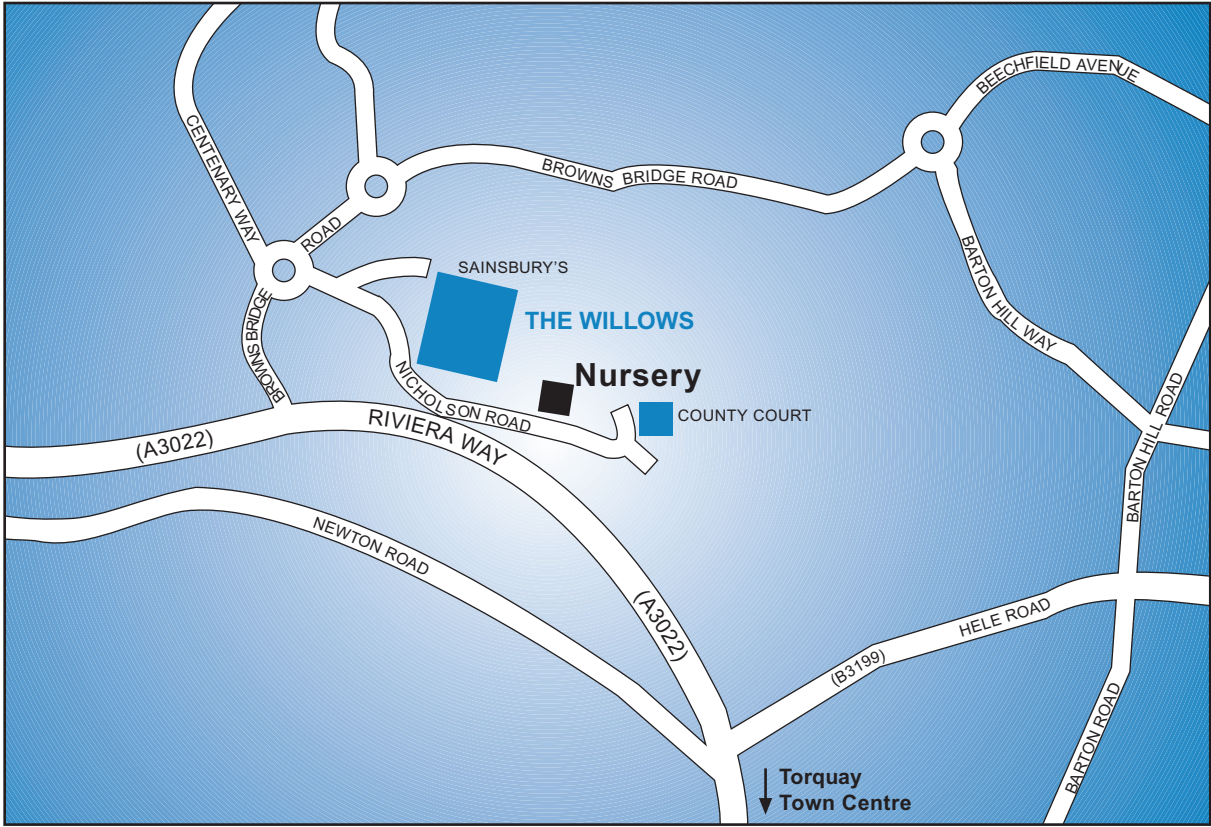 BEECHFIELD AVENUE
CENTENARY WAY
BROWNS BRIDGE ROAD
ROAD
BROWNS BRIDGE
SAINSBURY'S
THE WILLOWS
BARTON HILL WAY
Nursery
NICHOLSON ROAD
COUNTY COURT
BARTON HILL ROAD
(A3022)
RIVIERA WAY
NEWTON ROAD
(A3022)
HELE ROAD
(B3199)
BARTON ROAD
Torquay
Town Centre